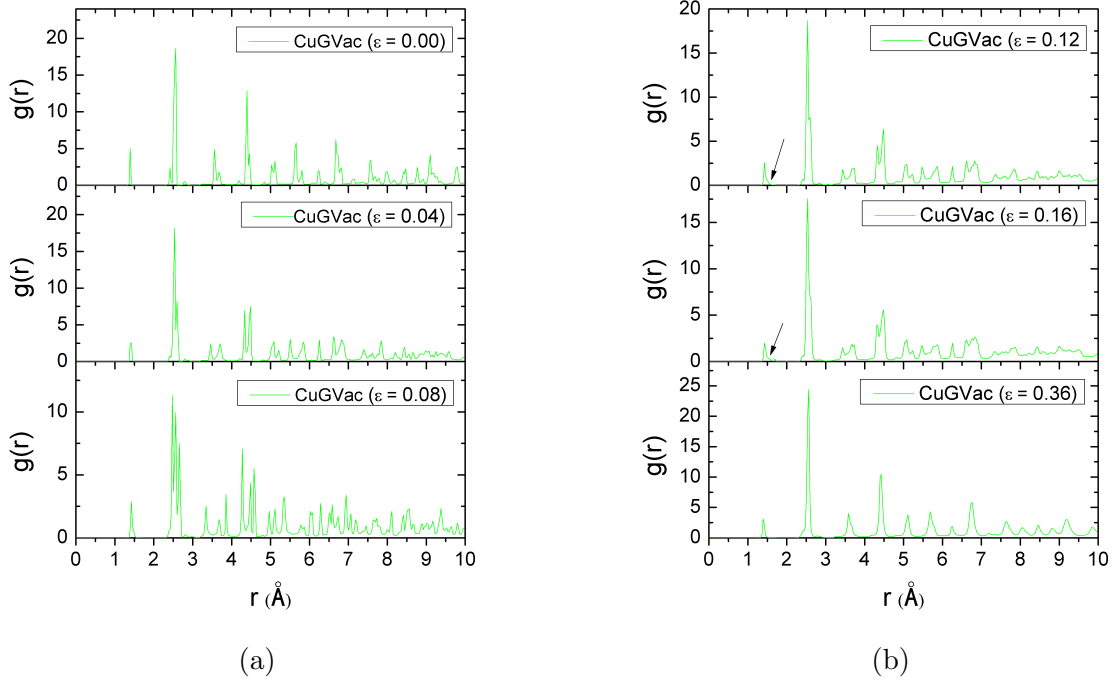 CuGVac (ε = 0.00)
g(r)
20
15
10
5
0
CuGVac (ε = 0.04)
g(r)
20
15
10
5
0
CuGVac (ε = 0.08)
g(r)
10
5
0
0 1 2 3 4 5 6 7 8 9 10
r (Å)
(a)
CuGVac (ε = 0.12
g(r)
20
15
10
5
0
CuGVac (ε = 0.16)
g(r)
15
10
5
0
CuGVac (ε = 0.36)
g(r)
25
20
15
10
5
0
0 1 2 3 4 5 6 7 8 9 10
r (Å)
(b)